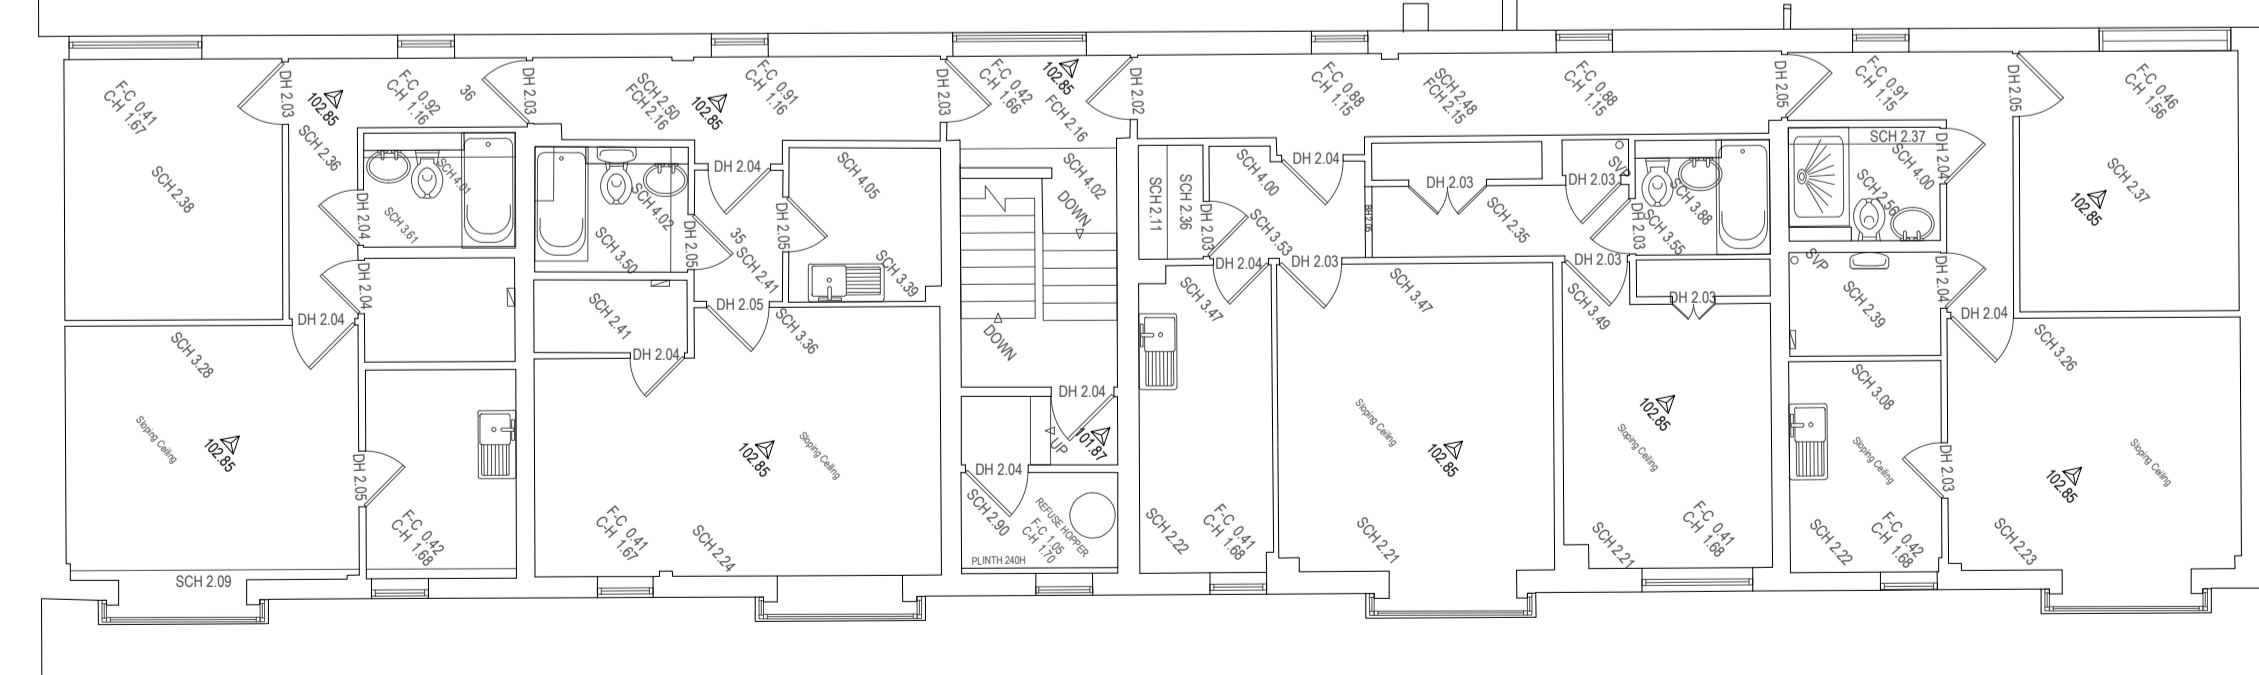 F-C 0.41
C-H 1.67
DH 2.03
102.85
F-C 0.92
C-H 1.16
36
DH 2.03
SCH 2.36
SCH 2.38
SCH 4.01
SCH 3.61
DH 2.04
DH 2.04
DH 2.04
SCH 3.28
Sloping Ceiling
102.85
DH 2.05
F-C 0.42
C-H 1.68
SCH 2.09
SCH 2.50
FCH 2.16
102.85
F-C 0.91
C-H 1.16
DH 2.03
DH 2.04
SCH 4.05
SCH 4.02
SCH 3.50
DH 2.05
35
SCH 2.41
DH 2.05
SCH 3.39
DH 2.05
SCH 2.41
SCH 3.36
DH 2.04
102.85
Sloping Ceiling
F-C 0.41
C-H 1.67
SCH 2.24
F-C 0.42
C-H 1.66
102.85
FCH 2.16
DH 2.02
SCH 4.02
DOWN
DOWN
DH 2.04
UP
101.87
DH 2.04
SCH 2.90
REFUSE HOPPER
F-C 1.05
C-H 1.70
PLINTH 240H
F-C 0.88
C-H 1.15
SCH 2.48
FCH 2.15
F-C 0.88
C-H 1.15
DH 2.05
SCH 2.11
SCH 2.36
SCH 4.00
DH 2.03
SCH 3.53
DH 2.04
DH 2.04
DH 2.03
DH 2.03
SCH 2.35
DH 2.03
SVP
SCH 3.88
SCH 3.55
DH 2.03
DH 2.03
DH 2.03
SCH 3.47
SCH 3.47
SCH 3.49
Sloping Ceiling
102.85
102.85
Sloping Ceiling
SCH 2.22
F-C 0.41
C-H 1.68
SCH 2.21
SCH 2.21
F-C 0.41
C-H 1.68
F-C 0.91
C-H 1.15
DH 2.05
F-C 0.46
C-H 1.56
SCH 2.37
SCH 4.00
DH 2.04
SCH 2.56
SCH 2.37
102.85
SVP
SCH 2.39
DH 2.04
DH 2.04
SCH 3.26
SCH 3.08
Sloping Ceiling
DH 2.03
102.85
Sloping Ceiling
SCH 2.22
F-C 0.42
C-H 1.68
SCH 2.23